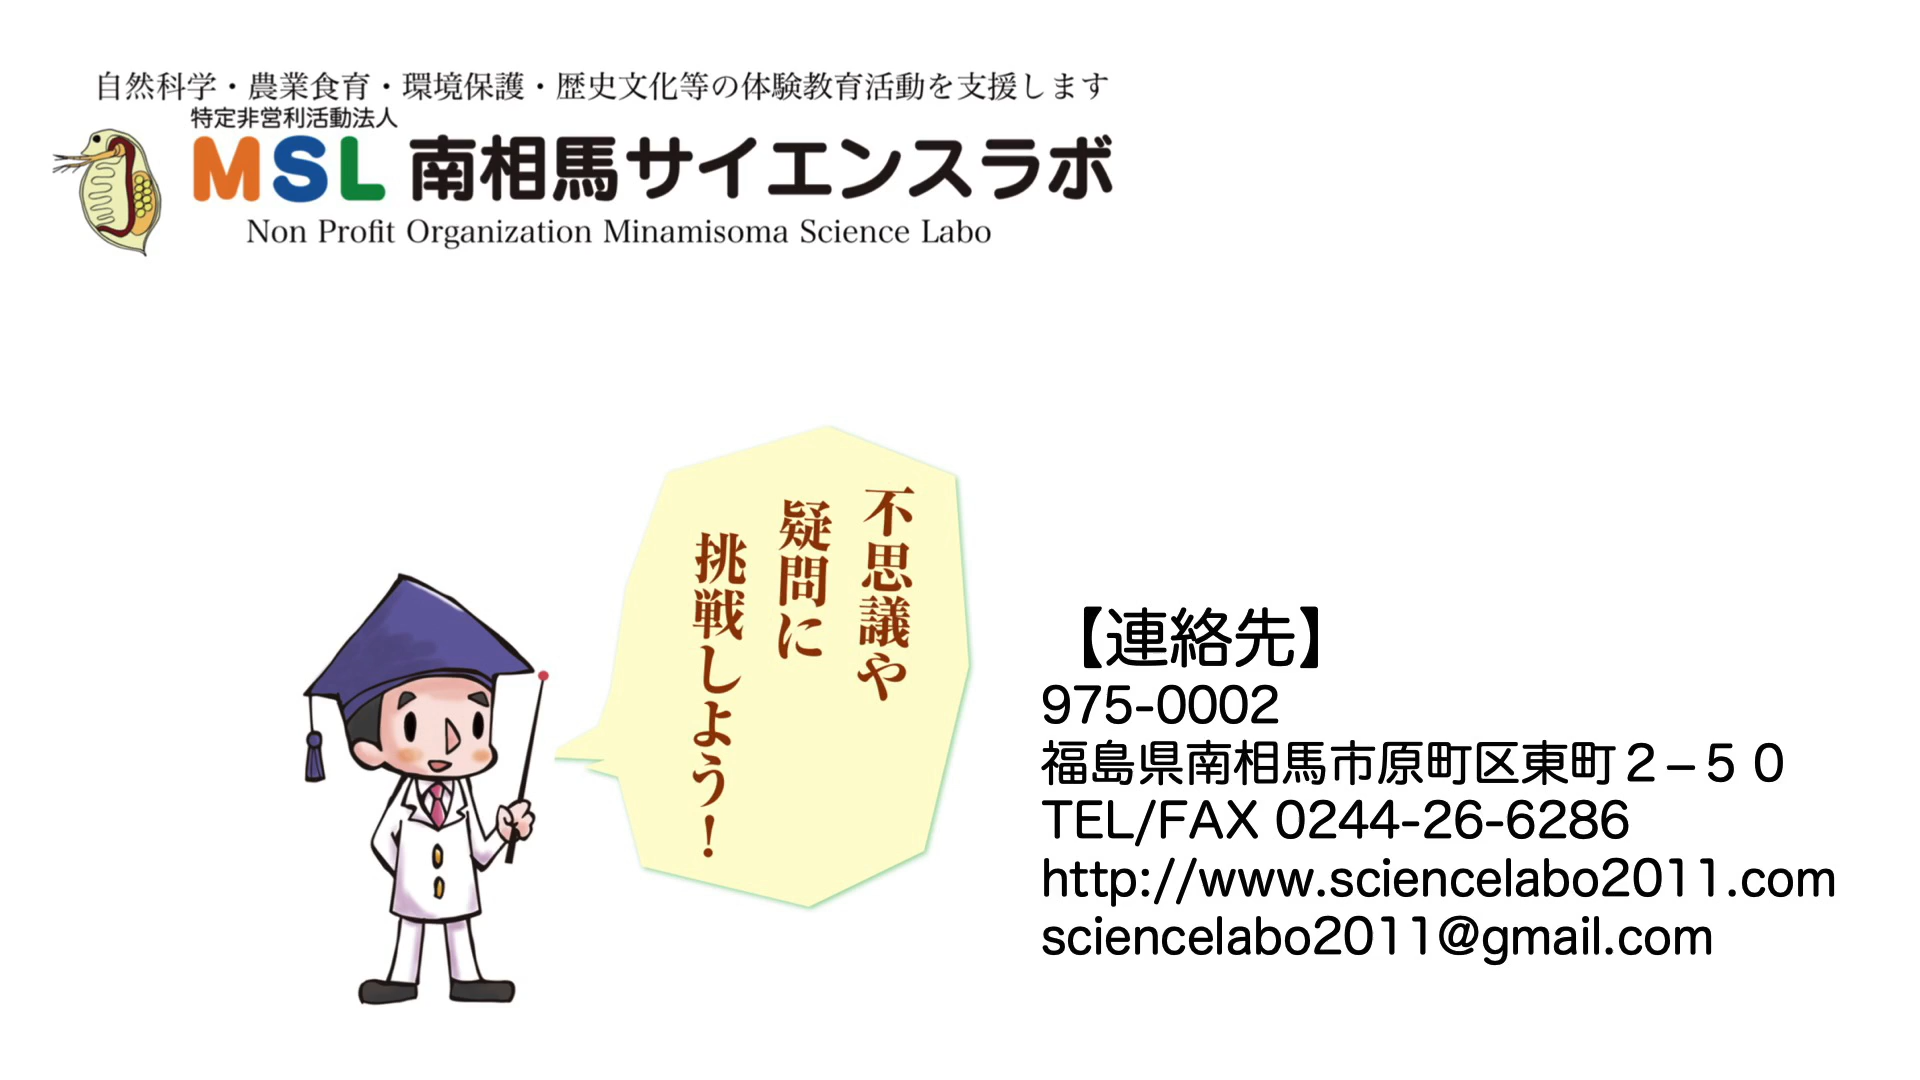 自然科学・農業食育・環境保護・歴史文化等の体験教育活動を支援します
特定非営利活動法人
MSL 南相馬サイエンスラボ
Non Profit Organization Minamisoma Science Labo
不思議や
疑問に
挑戦しよう！
【連絡先】
975-0002
福島県南相馬市原町区東町２−５０
TEL/FAX 0244-26-6286
http://www.sciencelabo2011.com
sciencelabo2011@gmail.com